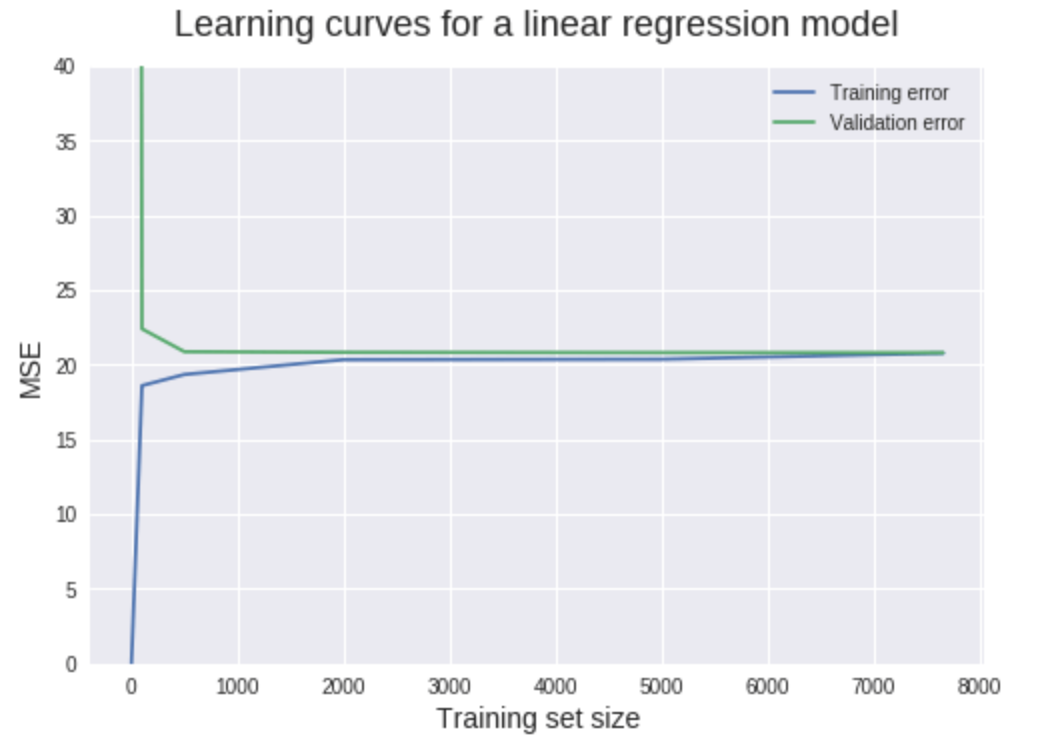 Learning curves for a linear regression model
40
35
30
25
20
15
10
5
0
MSE
Training error
Validation error
0 1000 2000 3000 4000 5000 6000 7000 8000
Training set size